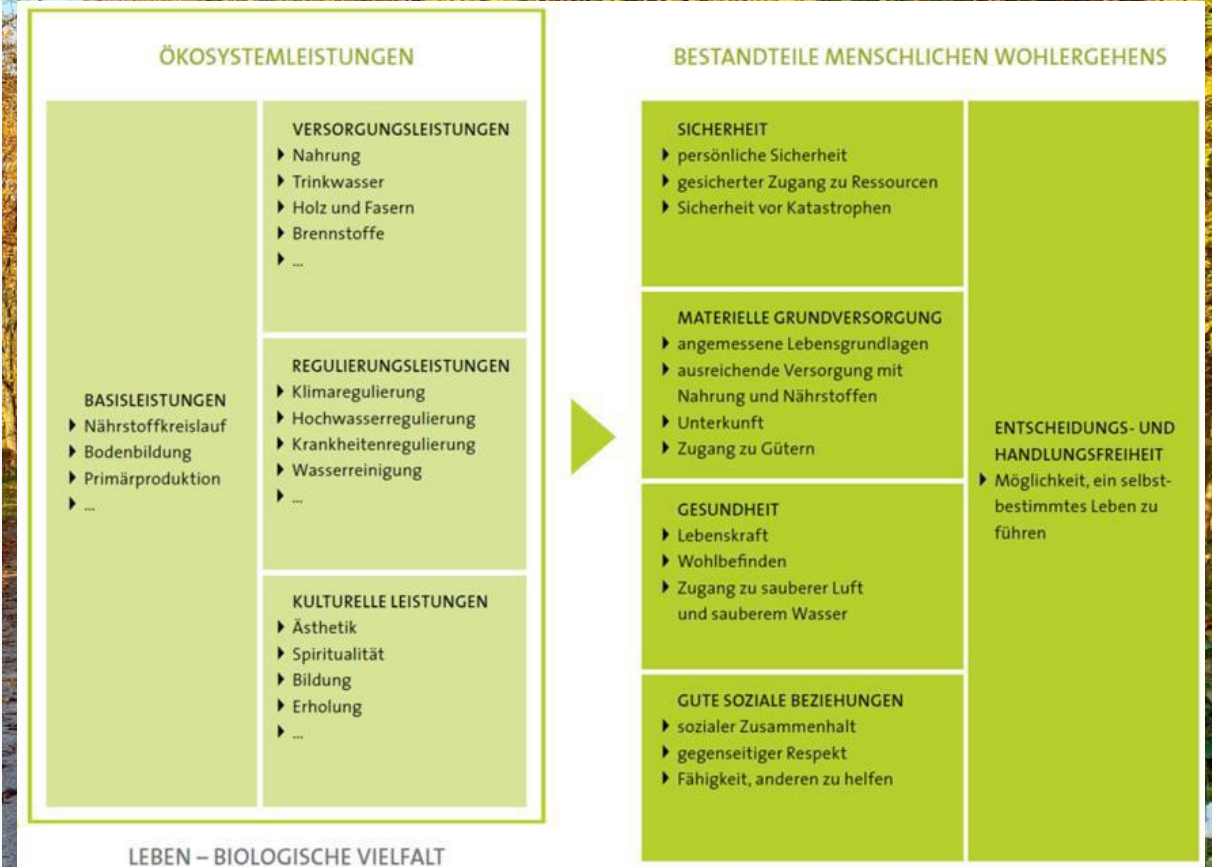 ÖKOSYSTEMLEISTUNGEN
BASISLEISTUNGEN
▶ Nährstoffkreislauf
▶ Bodenbildung
▶ Primärproduktion
▶ ...
VERSORGUNGSLEISTUNGEN
▶ Nahrung
▶ Trinkwasser
▶ Holz und Fasern
▶ Brennstoffe
▶ ...
REGULIERUNGSLEISTUNGEN
▶ Klimaregulierung
▶ Hochwasserregulierung
▶ Krankheitenregulierung
▶ Wasserreinigung
▶ ...
KULTURELLE LEISTUNGEN
▶ Ästhetik
▶ Spiritualität
▶ Bildung
▶ Erholung
▶ ...
LEBEN – BIOLOGISCHE VIELFALT
BESTANDTEILE MENSCHLICHEN WOHLERGEHENS
SICHERHEIT
▶ persönliche Sicherheit
▶ gesicherter Zugang zu Ressourcen
▶ Sicherheit vor Katastrophen
MATERIELLE GRUNDVERSORGUNG
▶ angemessene Lebensgrundlagen
▶ ausreichende Versorgung mit
Nahrung und Nährstoffen
▶ Unterkunft
▶ Zugang zu Gütern
GESUNDHEIT
▶ Lebenskraft
▶ Wohlbefinden
▶ Zugang zu sauberer Luft
und sauberem Wasser
GUTE SOZIALE BEZIEHUNGEN
▶ sozialer Zusammenhalt
▶ gegenseitiger Respekt
▶ Fähigkeit, anderen zu helfen
ENTSCHEIDUNGS- UND
HANDLUNGSFREIHEIT
▶ Möglichkeit, ein selbst-
bestimmtes Leben zu
führen